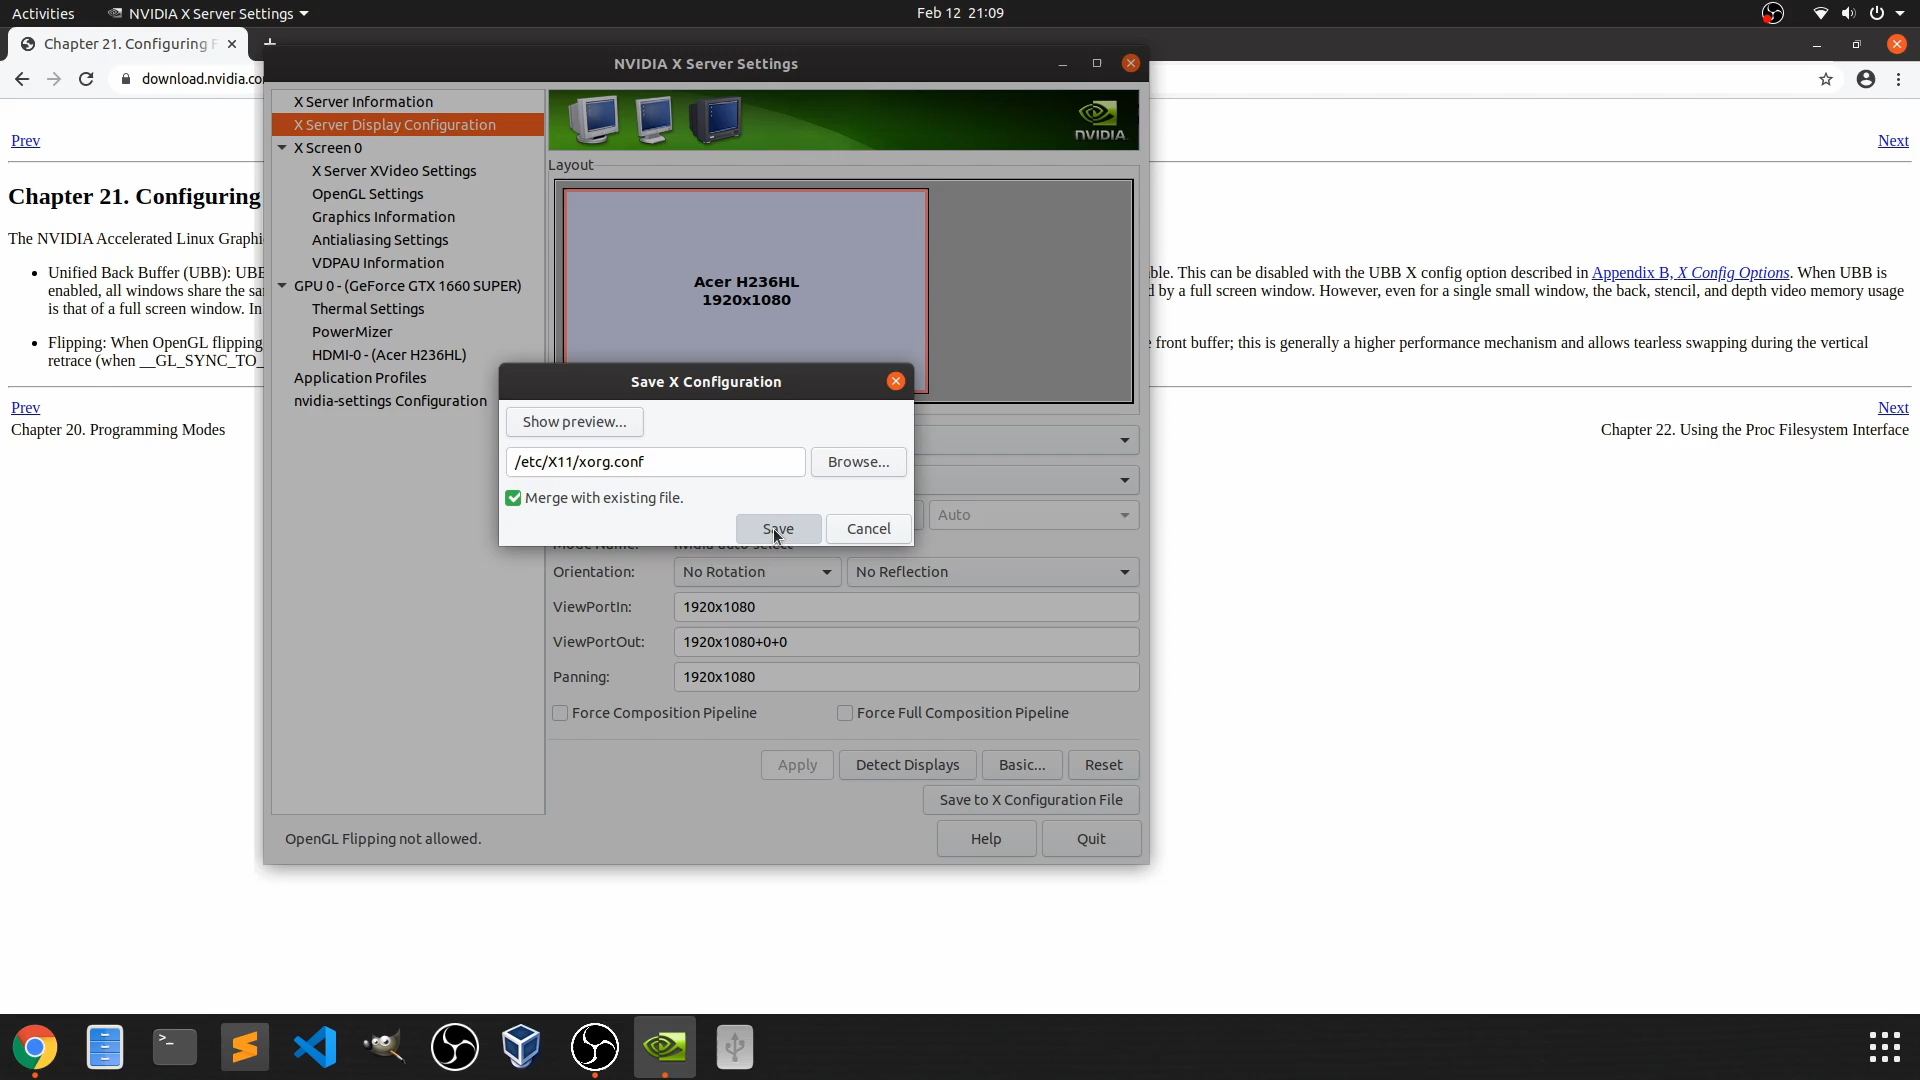 Activities
NVIDIA X Server Settings
Feb 12 21:09
Chapter 21. Configuring F
download.nvidia.co
NVIDIA X Server Settings
Prev
Next
Chapter 21. Configuring
The NVIDIA Accelerated Linux Graphi
Unified Back Buffer (UBB): UBB
ble. This can be disabled with the UBB X config option described in Appendix B, X Config Options. When UBB is
enabled, all windows share the sa
d by a full screen window. However, even for a single small window, the back, stencil, and depth video memory usage
is that of a full screen window. In
Flipping: When OpenGL flipping
front buffer; this is generally a higher performance mechanism and allows tearless swapping during the vertical
retrace (when __GL_SYNC_TO_
Prev
Next
Chapter 20. Programming Modes
Chapter 22. Using the Proc Filesystem Interface
X Server Information
X Server Display Configuration
X Screen 0
X Server XVideo Settings
OpenGL Settings
Graphics Information
Antialiasing Settings
VDPAU Information
GPU 0 - (GeForce GTX 1660 SUPER)
Thermal Settings
PowerMizer
HDMI-0 - (Acer H236HL)
Application Profiles
nvidia-settings Configuration
NVIDIA.
Layout
Acer H236HL
1920x1080
Save X Configuration
Show preview...
/etc/X11/xorg.conf
Browse...
Merge with existing file.
Save
Cancel
Auto
Mode Name: nvidia-auto-select
Orientation:
No Rotation
No Reflection
ViewPortIn:
1920x1080
ViewPortOut:
1920x1080+0+0
Panning:
1920x1080
Force Composition Pipeline
Force Full Composition Pipeline
Apply
Detect Displays
Basic...
Reset
Save to X Configuration File
OpenGL Flipping not allowed.
Help
Quit
>_